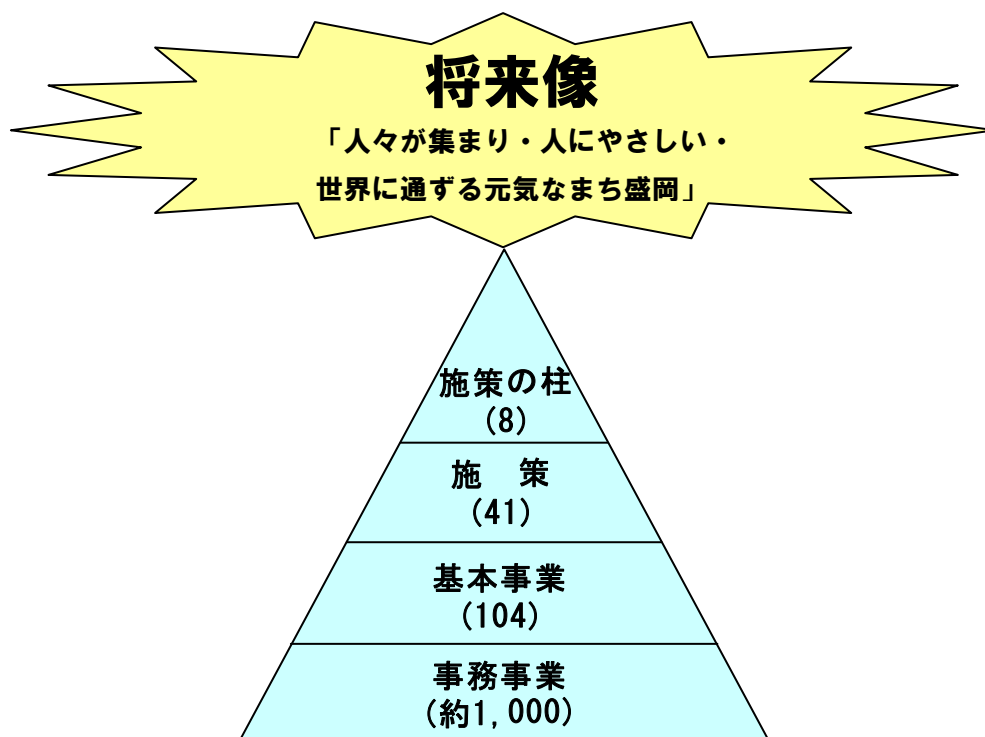 将来像
「人々が集まり・人にやさしい・
世界に通ずる元気なまち盛岡」
施策の柱
(8)
施　策
(41)
基本事業
(104)
事務事業
(約1,000)